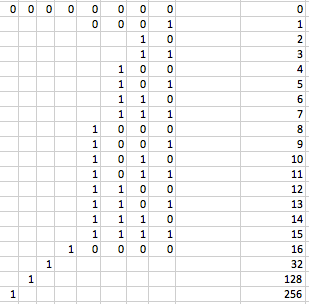 0 0 0 0 0 0 0 0 0
0 0 0 1 1
1 0 2
1 1 3
1 0 0 4
1 0 1 5
1 1 0 6
1 1 1 7
1 0 0 0 8
1 0 0 1 9
1 0 1 0 10
1 0 1 1 11
1 1 0 0 12
1 1 0 1 13
1 1 1 0 14
1 1 1 1 15
1 0 0 0 0 16
1 32
1 128
1 256